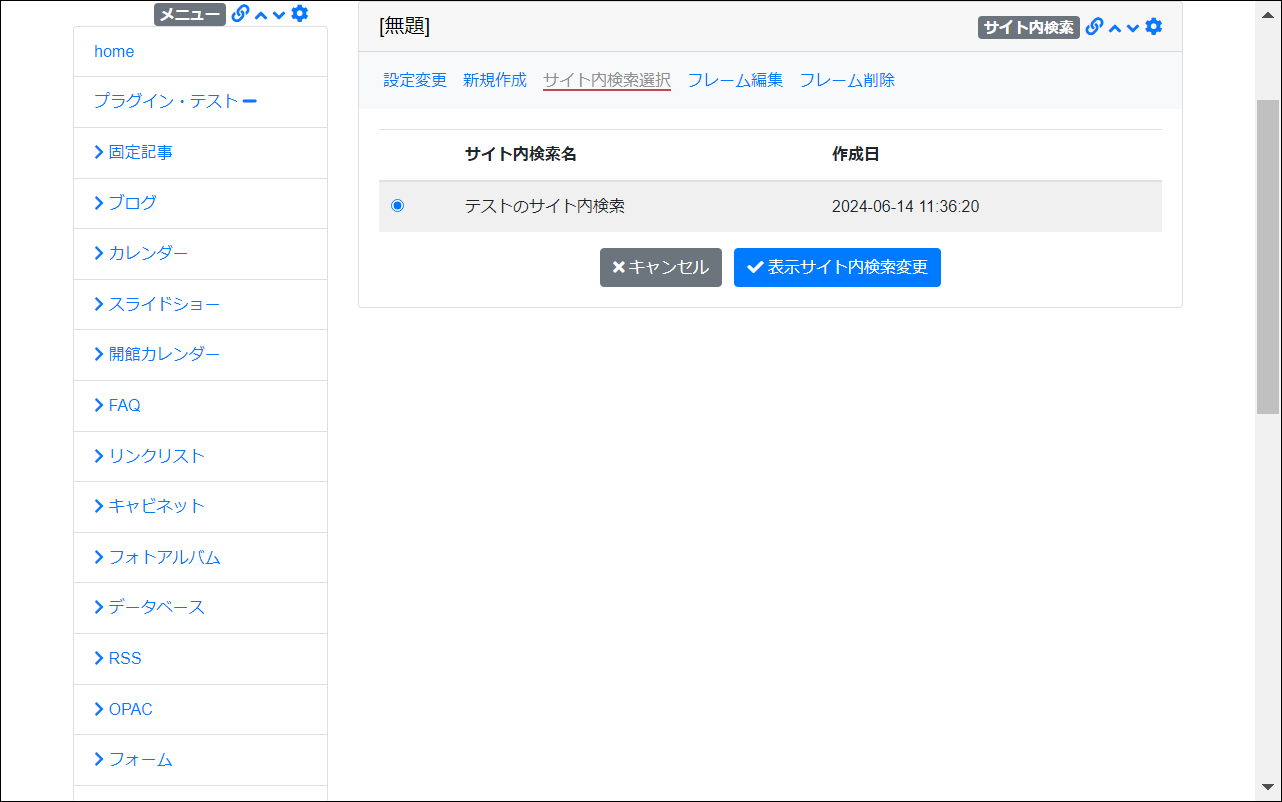 メニュー
home
プラグイン・テスト
固定記事
ブログ
カレンダー
スライドショー
開館カレンダー
FAQ
リンクリスト
キャビネット
フォトアルバム
データベース
RSS
OPAC
フォーム
[無題]
サイト内検索
設定変更 新規作成 サイト内検索選択 フレーム編集 フレーム削除
サイト内検索名 作成日
テストのサイト内検索 2024-06-14 11:36:20
キャンセル 表示サイト内検索変更